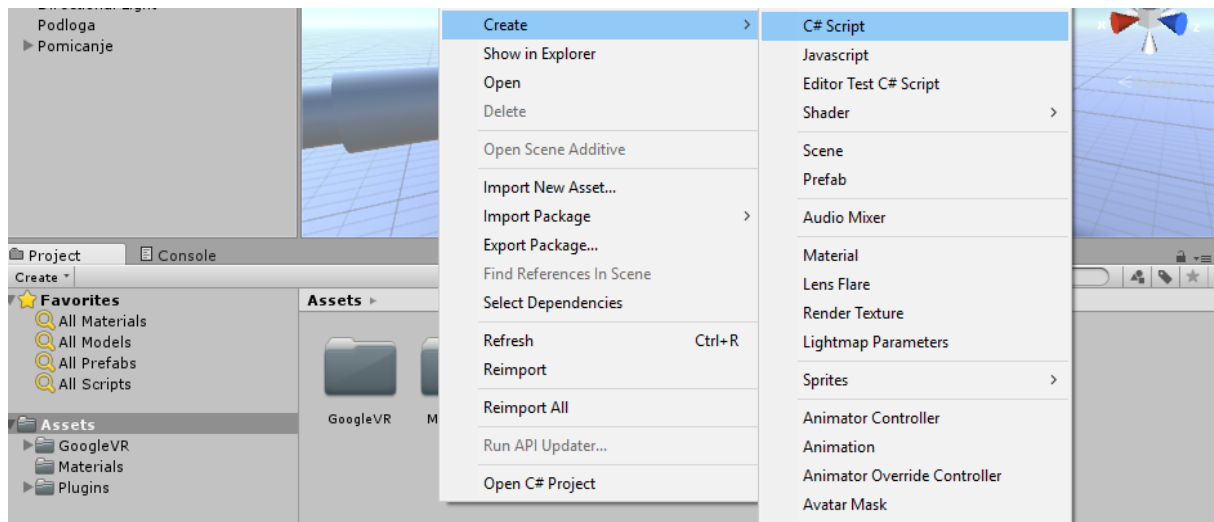 Podloga
Pomicanje
Project
Console
Create
Favorites
All Materials
All Models
All Prefabs
All Scripts
Assets
GoogleVR
Materials
Plugins
Assets
GoogleVR
M
Create
Show in Explorer
Open
Delete
Open Scene Additive
Import New Asset...
Import Package
Export Package...
Find References In Scene
Select Dependencies
Refresh Ctrl+R
Reimport
Reimport All
Run API Updater...
Open C# Project
C# Script
Javascript
Editor Test C# Script
Shader
Scene
Prefab
Audio Mixer
Material
Lens Flare
Render Texture
Lightmap Parameters
Sprites
Animator Controller
Animation
Animator Override Controller
Avatar Mask
z